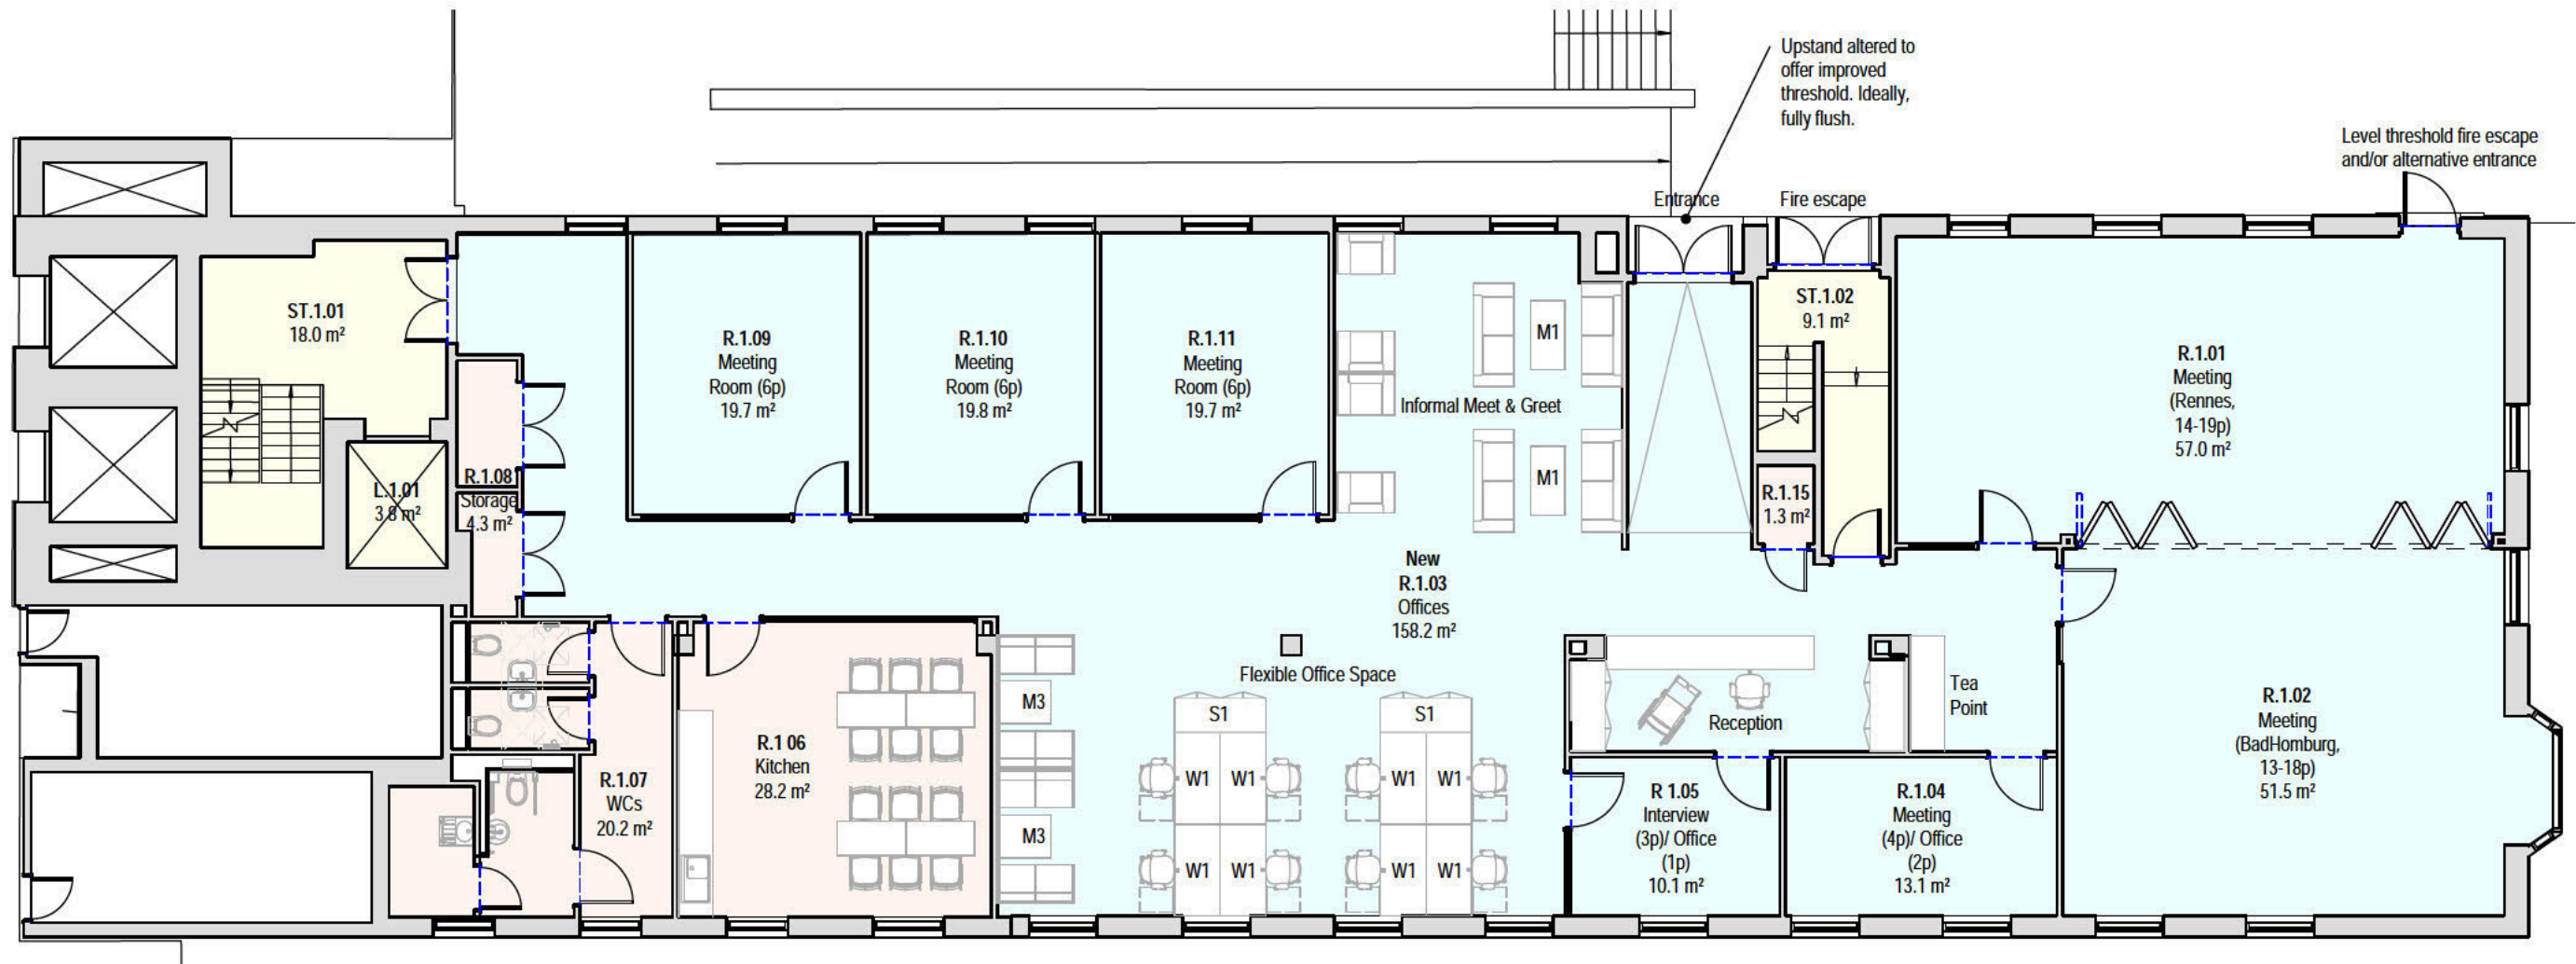 Upstand altered to
offer improved
threshold. Ideally,
fully flush.
Level threshold fire escape
and/or alternative entrance
Entrance
Fire escape
ST.1.01
18.0 m²
L.1.01
3.8 m²
R.1.08
Storage
4.3 m²
R.1.09
Meeting
Room (6p)
19.7 m²
R.1.10
Meeting
Room (6p)
19.8 m²
R.1.11
Meeting
Room (6p)
19.7 m²
M1
Informal Meet & Greet
M1
ST.1.02
9.1 m²
R.1.15
1.3 m²
R.1.01
Meeting
(Rennes,
14-19p)
57.0 m²
New
R.1.03
Offices
158.2 m²
Flexible Office Space
R.1.07
WCs
20.2 m²
R.1 06
Kitchen
28.2 m²
M3
M3
S1
W1 W1
W1 W1
S1
W1 W1
W1 W1
Reception
Tea
Point
R 1.05
Interview
(3p)/ Office
(1p)
10.1 m²
R.1.04
Meeting
(4p)/ Office
(2p)
13.1 m²
R.1.02
Meeting
(BadHomburg,
13-18p)
51.5 m²